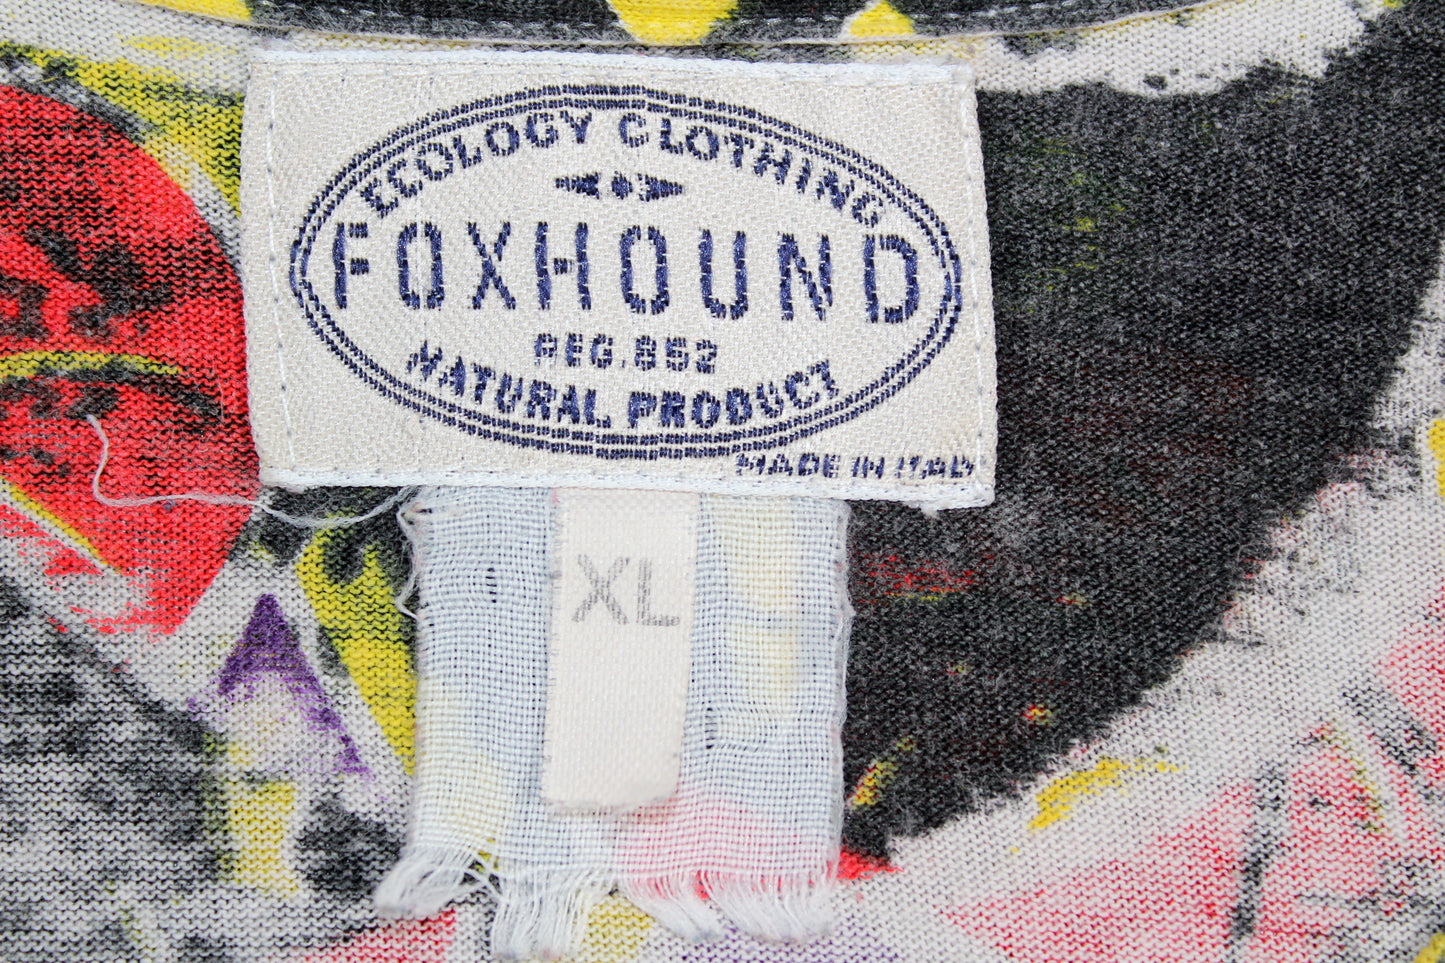 ECOLOGY CLOTHING
FOXHOUND
REG.852
NATURAL PRODUCT
MADE IN ITALY
XL